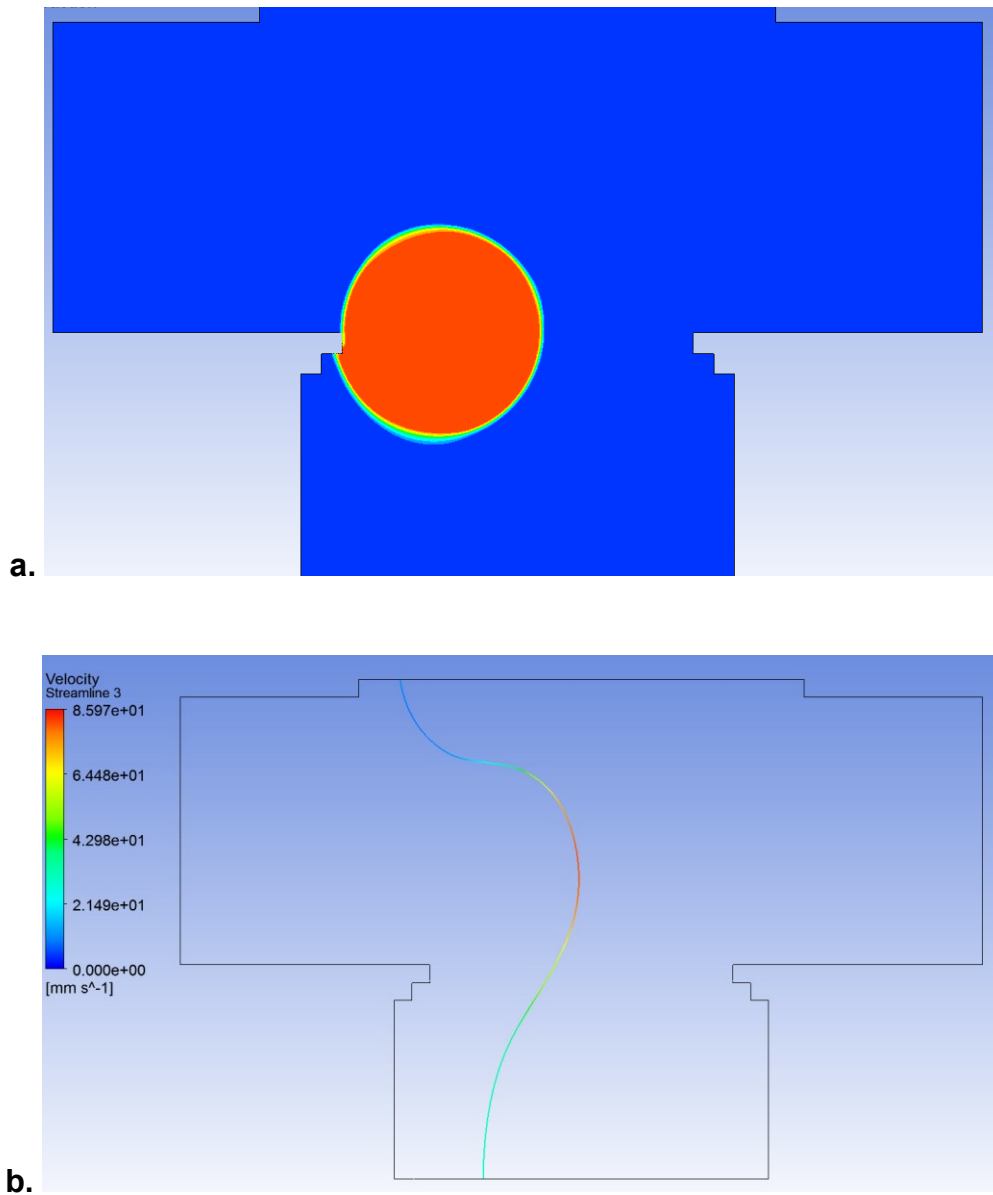 a.
Velocity
Streamline 3
8.597e+01
6.448e+01
4.298e+01
2.149e+01
0.000e+00
[mm s^-1]
b.